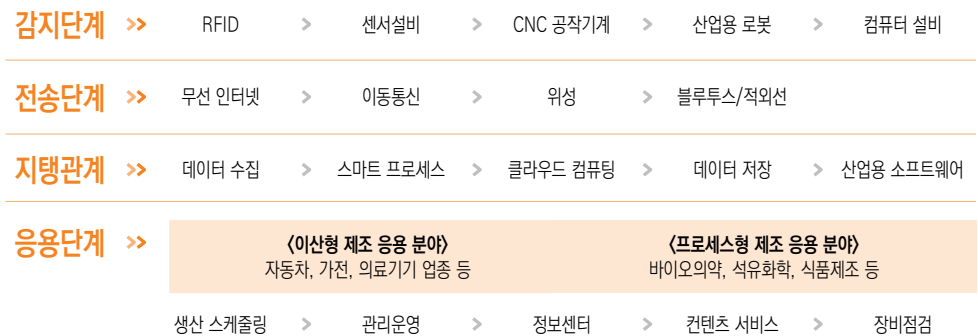 감지단계 >> RFID > 센서설비 > CNC 공작기계 > 산업용 로봇 > 컴퓨터 설비
전송단계 >> 무선 인터넷 > 이동통신 > 위성 > 블루투스/적외선
지탱관계 >> 데이터 수집 > 스마트 프로세스 > 클라우드 컴퓨팅 > 데이터 저장 > 산업용 소프트웨어
응용단계 >> 〈이산형 제조 응용 분야〉 〈프로세스형 제조 응용 분야〉
자동차, 가전, 의료기기 업종 등 바이오의약, 석유화학, 식품제조 등
생산 스케줄링 > 관리운영 > 정보센터 > 컨텐츠 서비스 > 장비점검